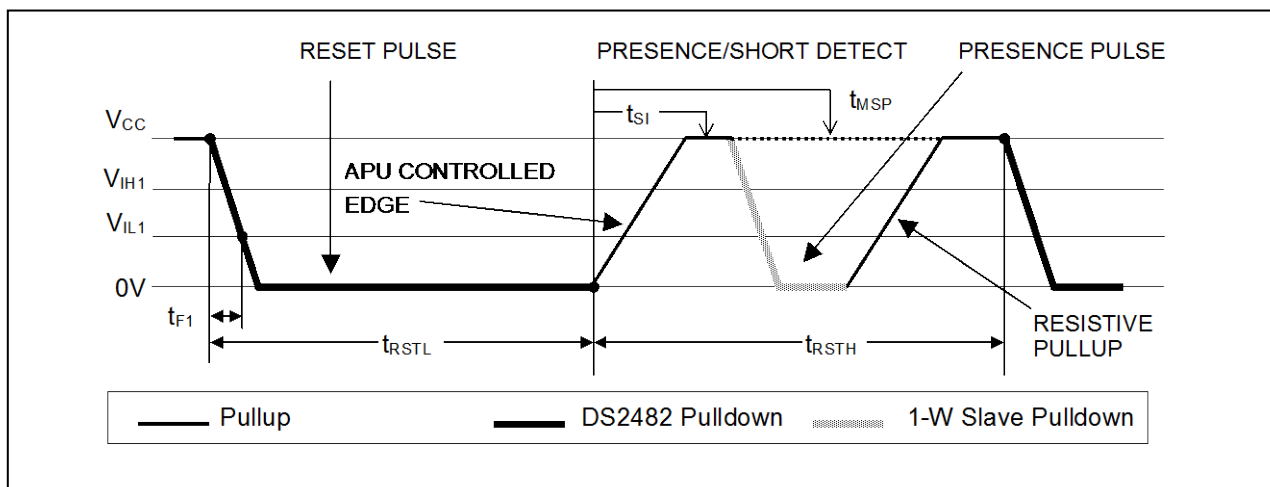 RESET PULSE
PRESENCE/SHORT DETECT
PRESENCE PULSE
tMSP
tSI
VCC
APU CONTROLLED
EDGE
VIH1
VIL1
0V
tF1
tRSTL
tRSTH
RESISTIVE
PULLUP
Pullup
DS2482 Pulldown
1-W Slave Pulldown